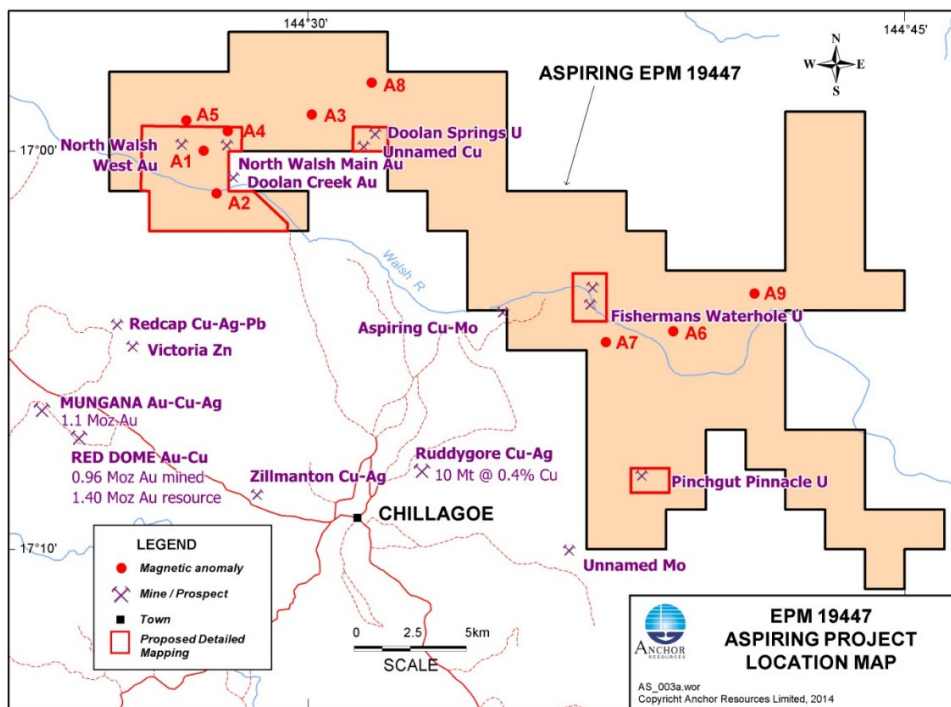 144°30'
144°45'
N
W
E
S
ASPIRING EPM 19447
A8
A5
A3
A4
Doolan Springs U
Unnamed Cu
North Walsh
West Au
A1
17°00'
North Walsh Main Au
Doolan Creek Au
A2
Walsh R
A9
Fishermans Waterhole U
Aspiring Cu-Mo
Redcap Cu-Ag-Pb
A6
A7
Victoria Zn
MUNGANA Au-Cu-Ag
1.1 Moz Au
RED DOME Au-Cu
0.96 Moz Au mined
1.40 Moz Au resource
Zillmanton Cu-Ag
Ruddygore Cu-Ag
10 Mt @ 0.4% Cu
Pinchgut Pinnacle U
CHILLAGOE
17°10'
Unnamed Mo
LEGEND
Magnetic anomaly
Mine / Prospect
Town
Proposed Detailed
Mapping
0 2.5 5km
SCALE
ANCHOR
RESOURCES
EPM 19447
ASPIRING PROJECT
LOCATION MAP
AS_003a.wor
Copyright Anchor Resources Limited, 2014